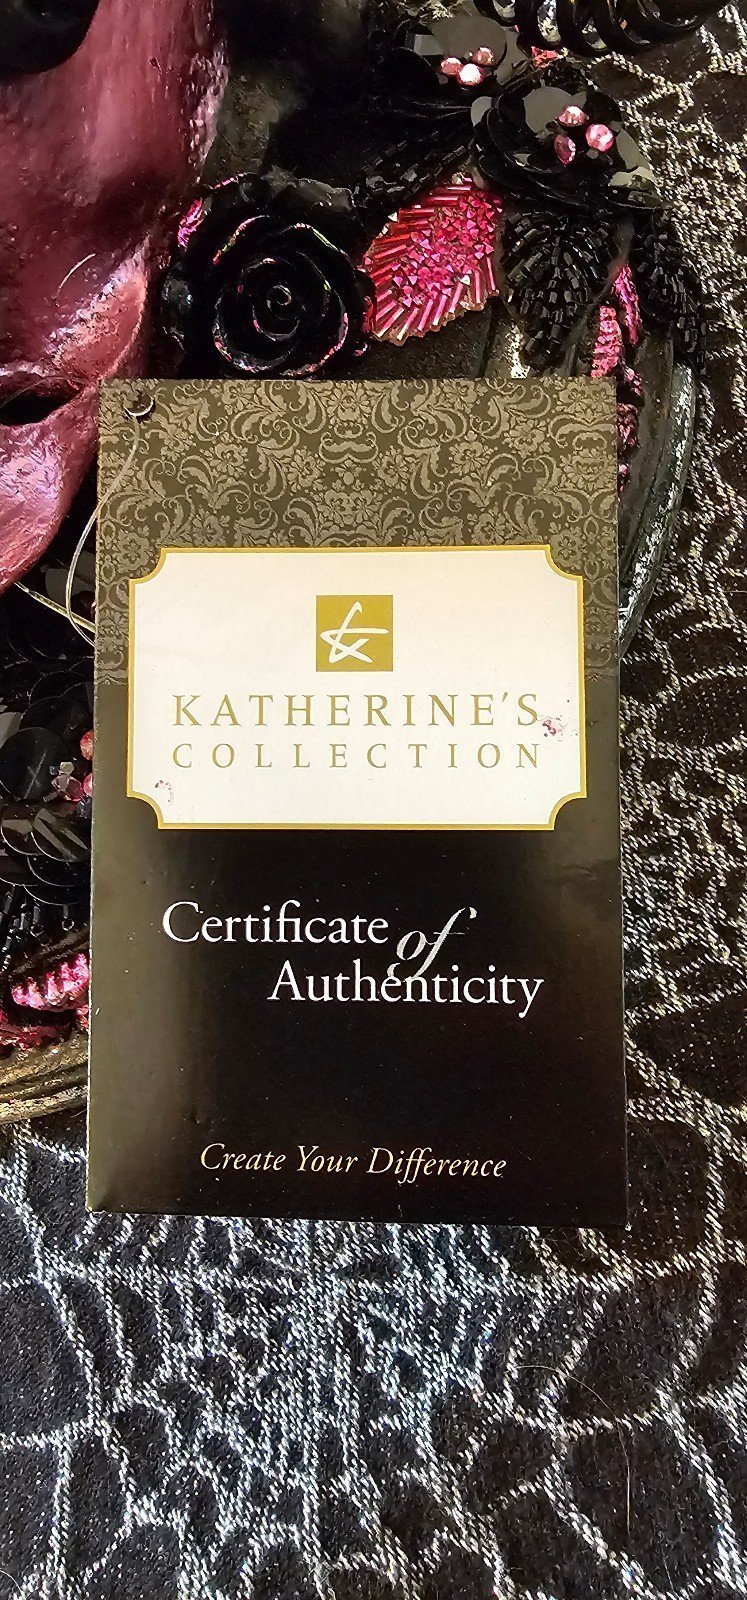 KATHERINE'S
COLLECTION
Certificate of
Authenticity
Create Your Difference